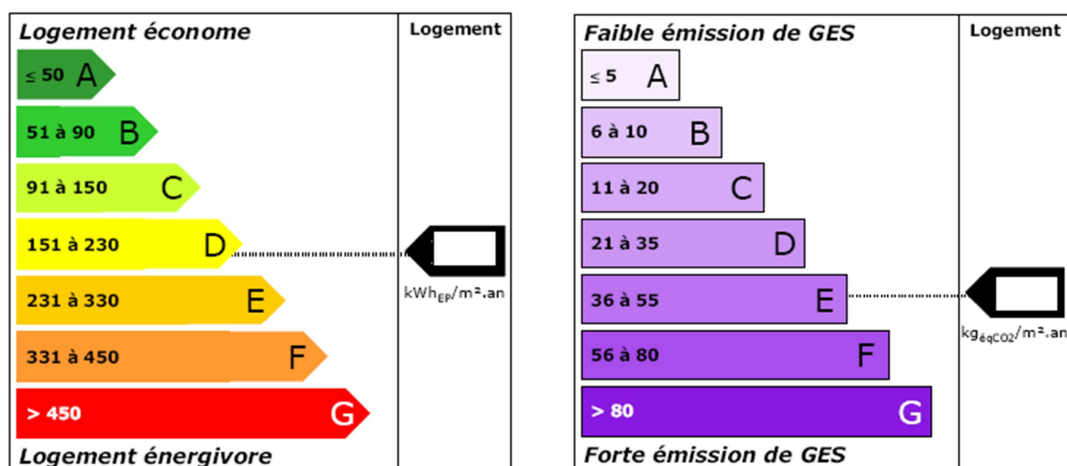 Logement économe
Logement
≤ 50 A
51 à 90 B
91 à 150 C
151 à 230 D
231 à 330 E
331 à 450 F
> 450 G
kWhEP/m².an
Logement énergivore
Faible émission de GES
Logement
≤ 5 A
6 à 10 B
11 à 20 C
21 à 35 D
36 à 55 E
56 à 80 F
> 80 G
kgéqCO2/m².an
Forte émission de GES